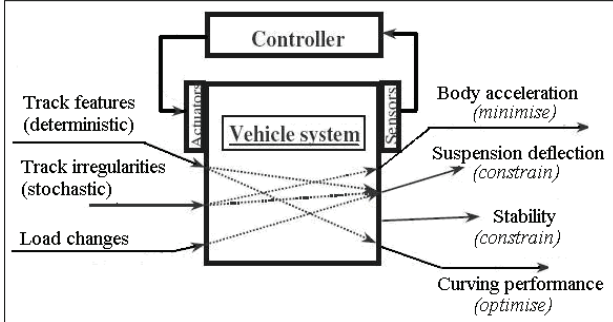 Controller
Actuators
Sensors
Vehicle system
Track features
(deterministic)
Track irregularities
(stochastic)
Load changes
Body acceleration
(minimise)
Suspension deflection
(constrain)
Stability
(constrain)
Curving performance
(optimise)